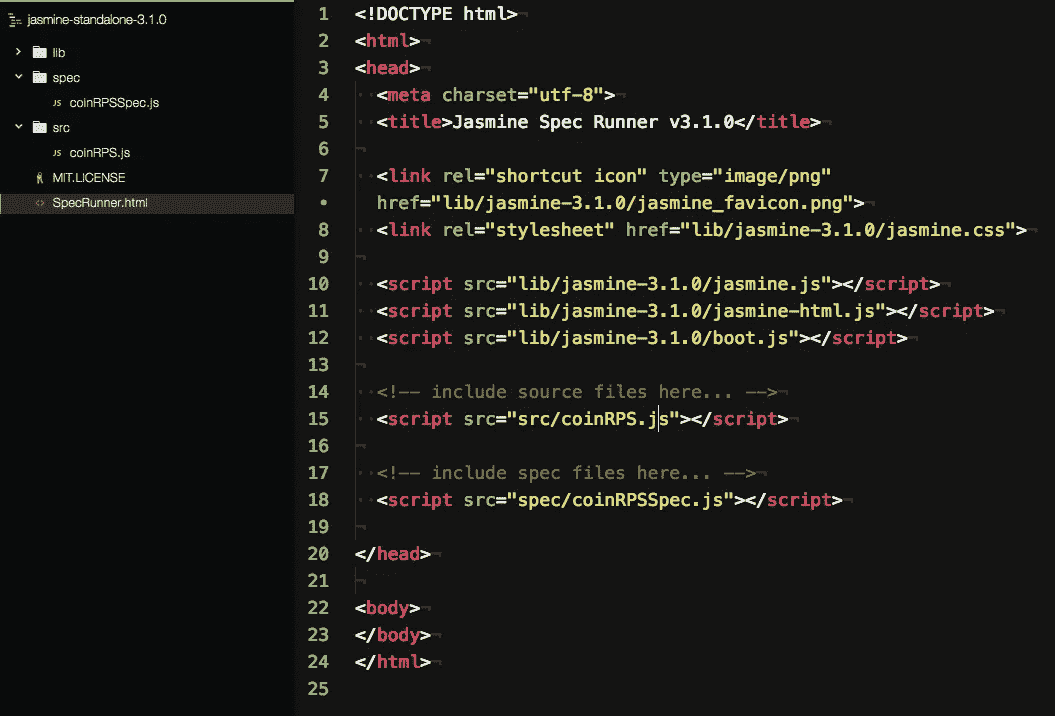 jasmine-standalone-3.1.0
lib
spec
JS coinRPSSpec.js
src
JS coinRPS.js
MIT.LICENSE
<> SpecRunner.html
1 <!DOCTYPE html>
2 <html>
3 <head>
4 <meta charset="utf-8">
5 <title>Jasmine Spec Runner v3.1.0</title>
6
7 <link rel="shortcut icon" type="image/png"
• href="lib/jasmine-3.1.0/jasmine_favicon.png">
8 <link rel="stylesheet" href="lib/jasmine-3.1.0/jasmine.css">
9
10 <script src="lib/jasmine-3.1.0/jasmine.js"></script>
11 <script src="lib/jasmine-3.1.0/jasmine-html.js"></script>
12 <script src="lib/jasmine-3.1.0/boot.js"></script>
13
14 <!-- include source files here... -->
15 <script src="src/coinRPS.js"></script>
16
17 <!-- include spec files here... -->
18 <script src="spec/coinRPSSpec.js"></script>
19
20 </head>
21
22 <body>
23 </body>
24 </html>
25